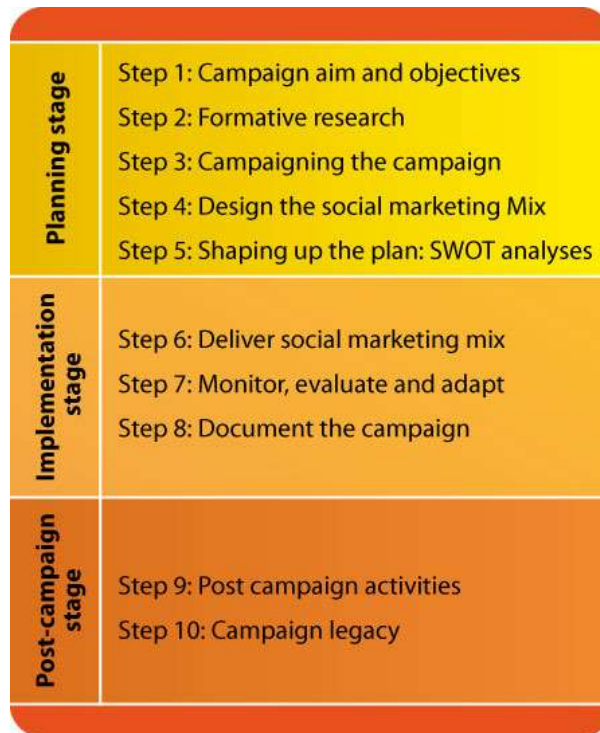 Planning stage
Step 1: Campaign aim and objectives
Step 2: Formative research
Step 3: Campaigning the campaign
Step 4: Design the social marketing Mix
Step 5: Shaping up the plan: SWOT analyses
Implementation
stage
Step 6: Deliver social marketing mix
Step 7: Monitor, evaluate and adapt
Step 8: Document the campaign
Post-campaign
stage
Step 9: Post campaign activities
Step 10: Campaign legacy